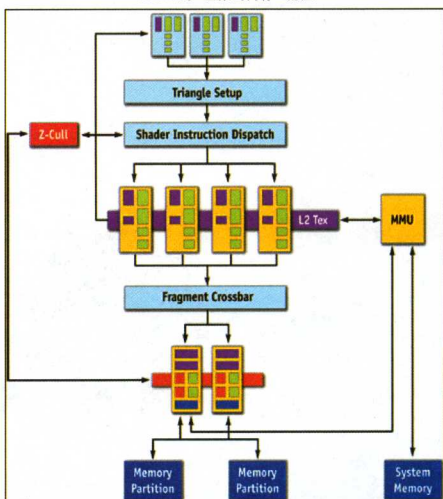 Triangle Setup
Z-Cull
Shader Instruction Dispatch
L2 Tex
MMU
Fragment Crossbar
Memory
Partition
Memory
Partition
System
Memory